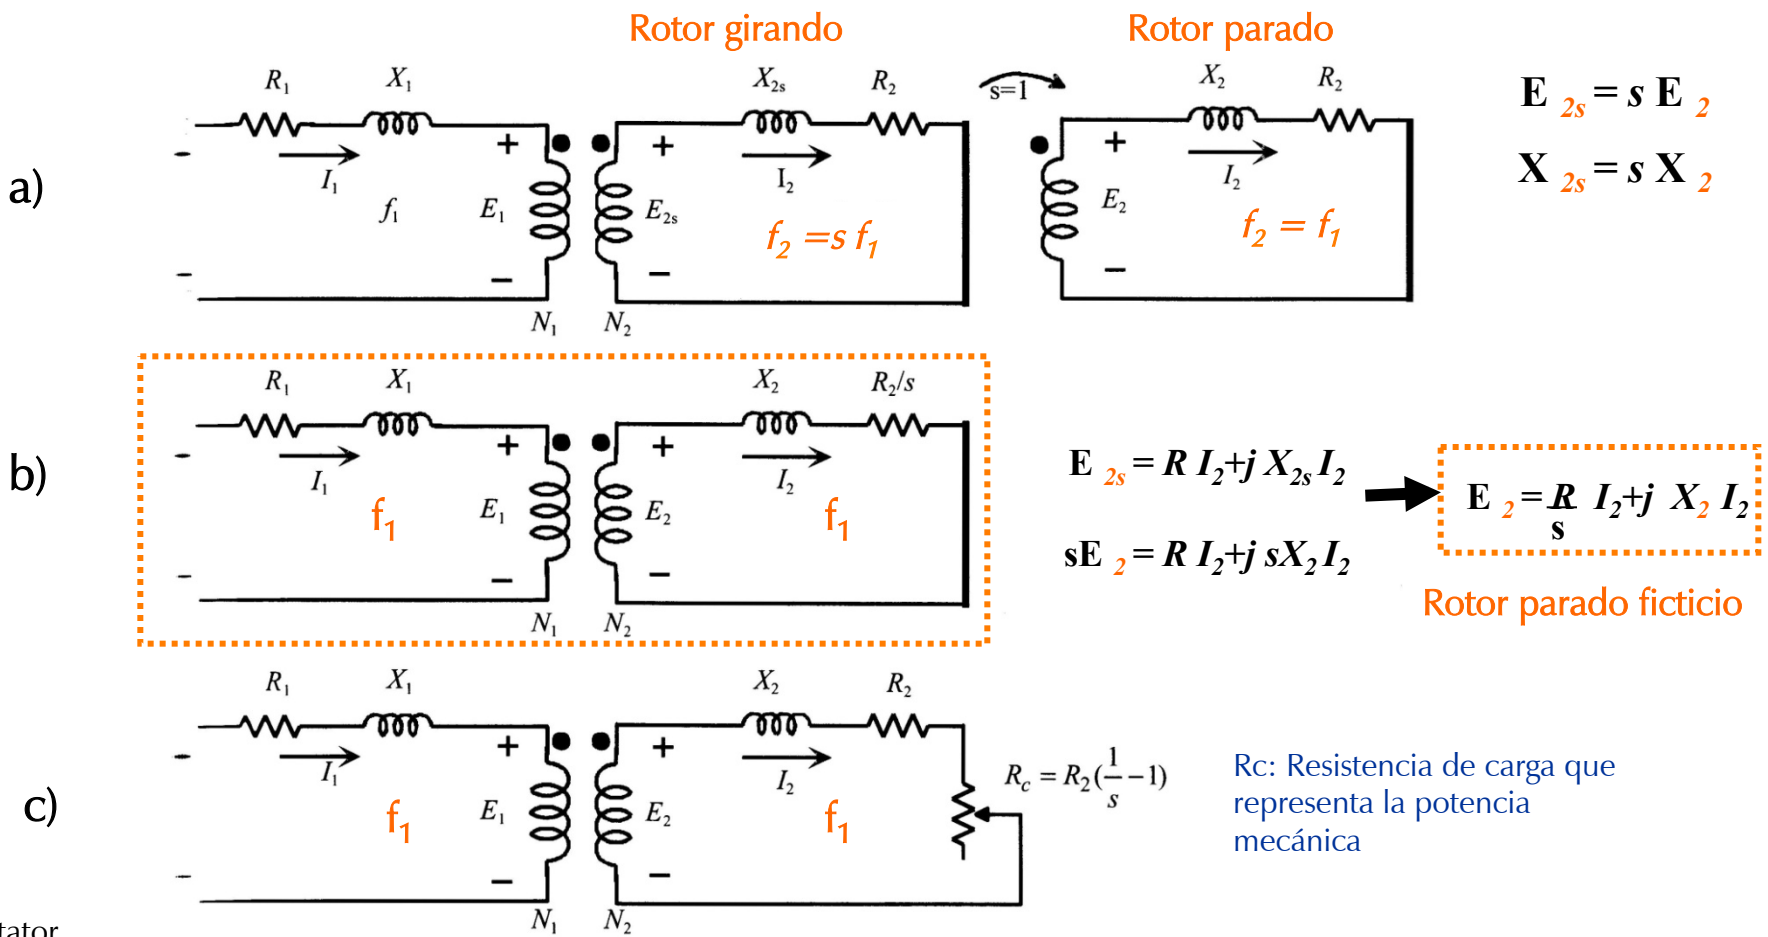 Rotor girando
Rotor parado
R₁ X₁ X₂s R₂ s=1 X₂ R₂
E 2s = s E 2
X 2s = s X 2
a)
+ + +
I₁ I₂ I₂
f₁ E₁ E₂s E₂
f₂ =s f₁
f₂ = f₁
− − −
N₁ N₂
R₁ X₁ X₂ R₂/s
b)
+ +
I₁ I₂
f₁ E₁ E₂ f₁
− −
N₁ N₂
E 2s = R I₂+j X₂s I₂
sE 2 = R I₂+j sX₂ I₂
E 2 = R/s I₂+j X₂ I₂
Rotor parado ficticio
R₁ X₁ X₂ R₂
c)
+ +
I₁ I₂
f₁ E₁ E₂ f₁
− −
N₁ N₂
Rc = R₂(1/s −1)
Rc: Resistencia de carga que
representa la potencia
mecánica
tator